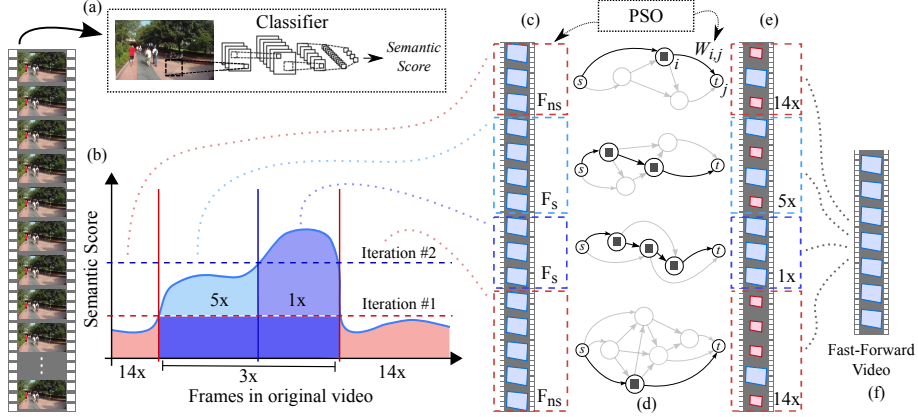 (a)
Classifier
Semantic
Score
(b)
Semantic Score
Iteration #2
Iteration #1
5x
1x
14x
3x
14x
Frames in original video
(c)
PSO
(e)
F_ns
F_s
F_s
F_ns
s
i
W_i,j
t
j
s
t
s
t
s
t
(d)
14x
5x
1x
14x
Fast-Forward
Video
(f)